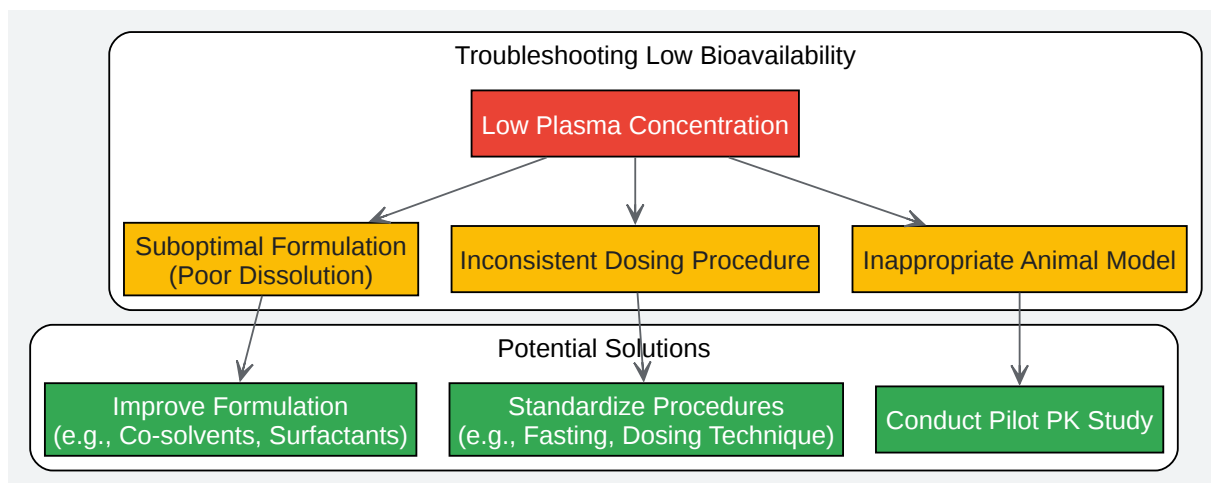 Troubleshooting Low Bioavailability
Low Plasma Concentration
Suboptimal Formulation
(Poor Dissolution)
Inconsistent Dosing Procedure
Inappropriate Animal Model
Potential Solutions
Improve Formulation
(e.g., Co-solvents, Surfactants)
Standardize Procedures
(e.g., Fasting, Dosing Technique)
Conduct Pilot PK Study